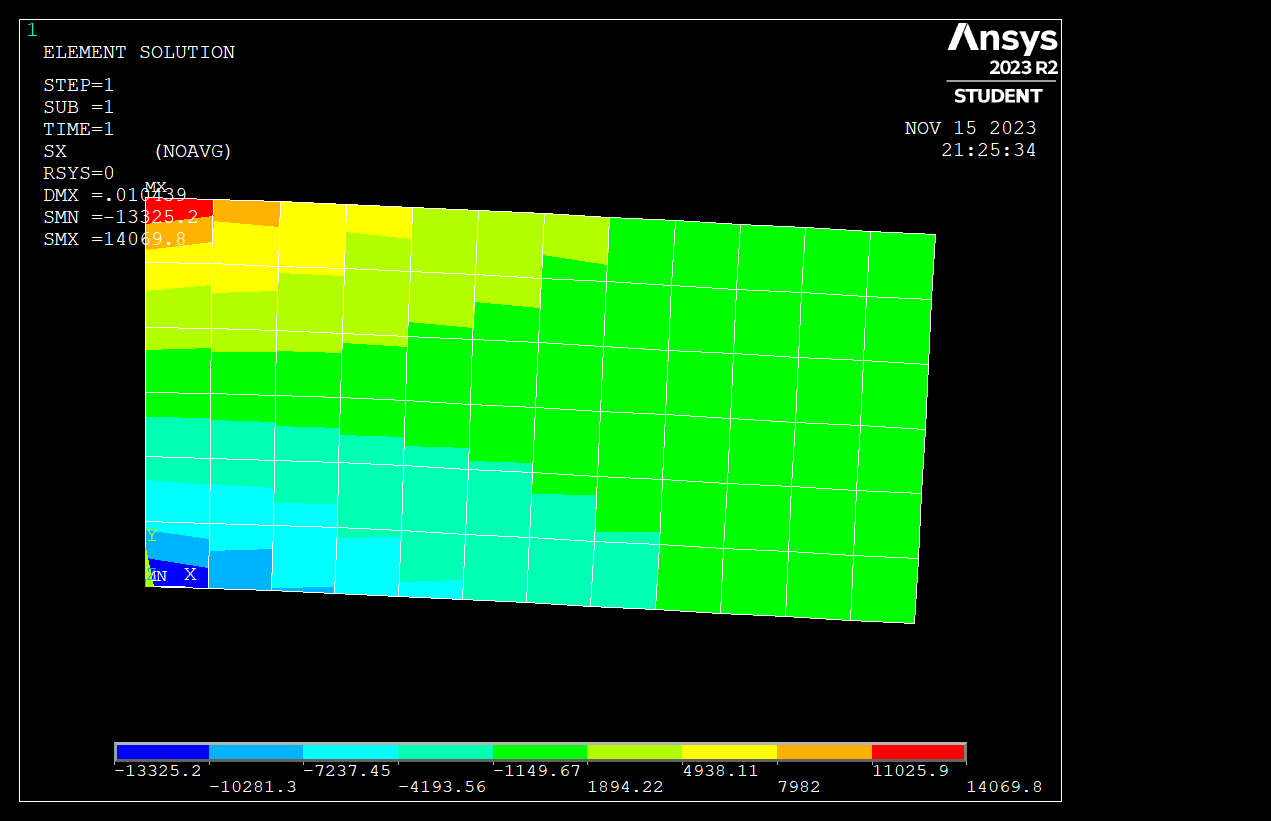 1
ELEMENT SOLUTION
STEP=1
SUB =1
TIME=1
SX (NOAVG)
RSYS=0
DMX =.010439
SMN =-13325.2
SMX =14069.8
Ansys
2023 R2
STUDENT
NOV 15 2023
21:25:34
MX
Y
MN X
-13325.2 -7237.45 -1149.67 4938.11 11025.9
-10281.3 -4193.56 1894.22 7982 14069.8